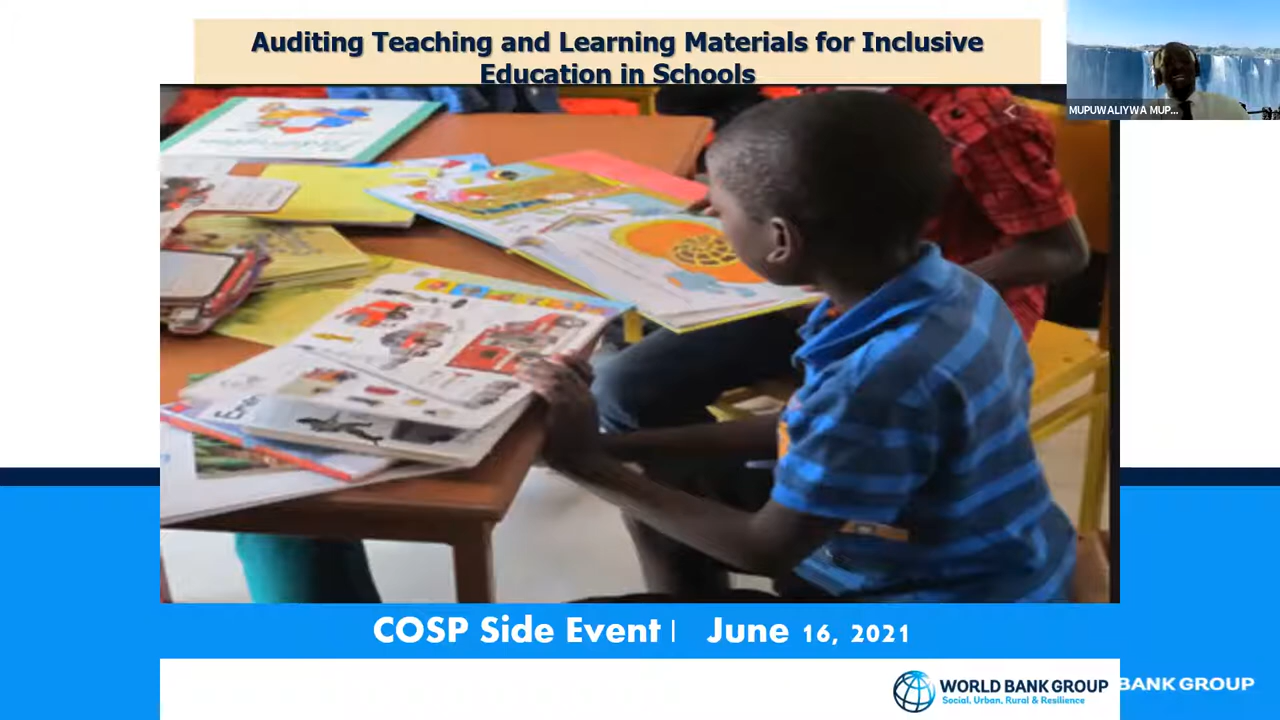 Auditing Teaching and Learning Materials for Inclusive
Education in Schools
MUPUWALIYWA MUP...
COSP Side Event | June 16, 2021
WORLD BANK GROUP
Social, Urban, Rural & Resilience
BANK GROUP